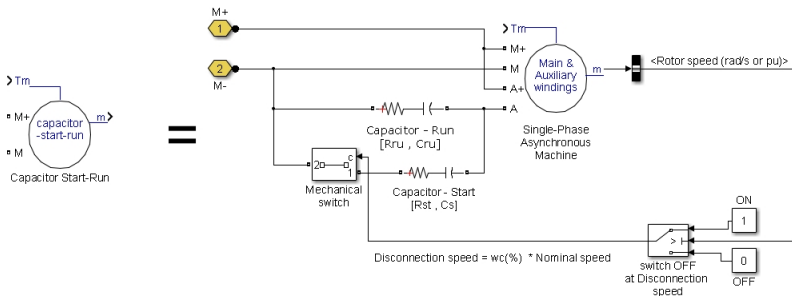 Tm
M+
capacitor
-start-run
m
M
Capacitor Start-Run
=
M+
1
2
M-
Tm
M+
M
A+
A
Main &
Auxiliary
windings
m
Single-Phase
Asynchronous
Machine
<Rotor speed (rad/s or pu)>
Capacitor - Run
[Rru , Cru]
2
c
1
Mechanical
switch
Capacitor - Start
[Rst , Cs]
Disconnection speed = wc(%) * Nominal speed
>
switch OFF
at Disconnection
speed
ON
1
0
OFF